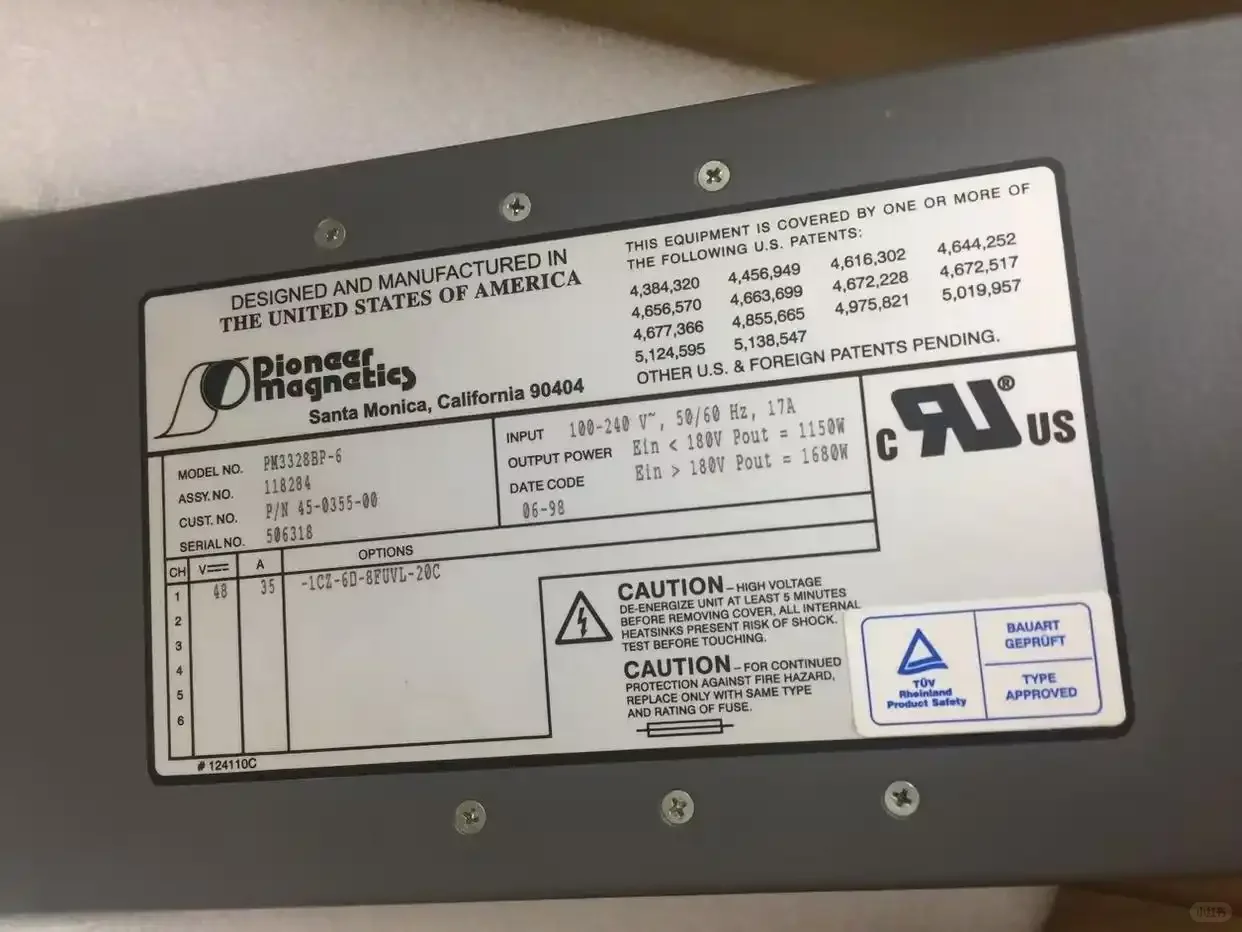 DESIGNED AND MANUFACTURED IN
THE UNITED STATES OF AMERICA
Pioneer
magnetics
Santa Monica, California 90404
THIS EQUIPMENT IS COVERED BY ONE OR MORE OF
THE FOLLOWING U.S. PATENTS:
4,384,320 4,456,949 4,616,302 4,644,252
4,656,570 4,663,699 4,672,228 4,672,517
4,677,366 4,855,665 4,975,821 5,019,957
5,124,595 5,138,547
OTHER U.S. & FOREIGN PATENTS PENDING.
MODEL NO. PM3328BP-6
ASSY. NO. 118284
CUST. NO. P/N 45-0355-00
SERIAL NO. 506318
INPUT 100-240 V~, 50/60 Hz, 17A
OUTPUT POWER Ein < 180V Pout = 1150W
Ein > 180V Pout = 1680W
DATE CODE
06-98
c RU ® US
CH V A OPTIONS
1 48 35 -1CZ-6D-8FUVL-20C
2
3
4
5
6
# 124110C
CAUTION – HIGH VOLTAGE
DE-ENERGIZE UNIT AT LEAST 5 MINUTES
BEFORE REMOVING COVER, ALL INTERNAL
HEATSINKS PRESENT RISK OF SHOCK.
TEST BEFORE TOUCHING.
CAUTION – FOR CONTINUED
PROTECTION AGAINST FIRE HAZARD,
REPLACE ONLY WITH SAME TYPE
AND RATING OF FUSE.
TÜV
Rheinland
Product Safety
BAUART
GEPRÜFT
TYPE
APPROVED
小红书